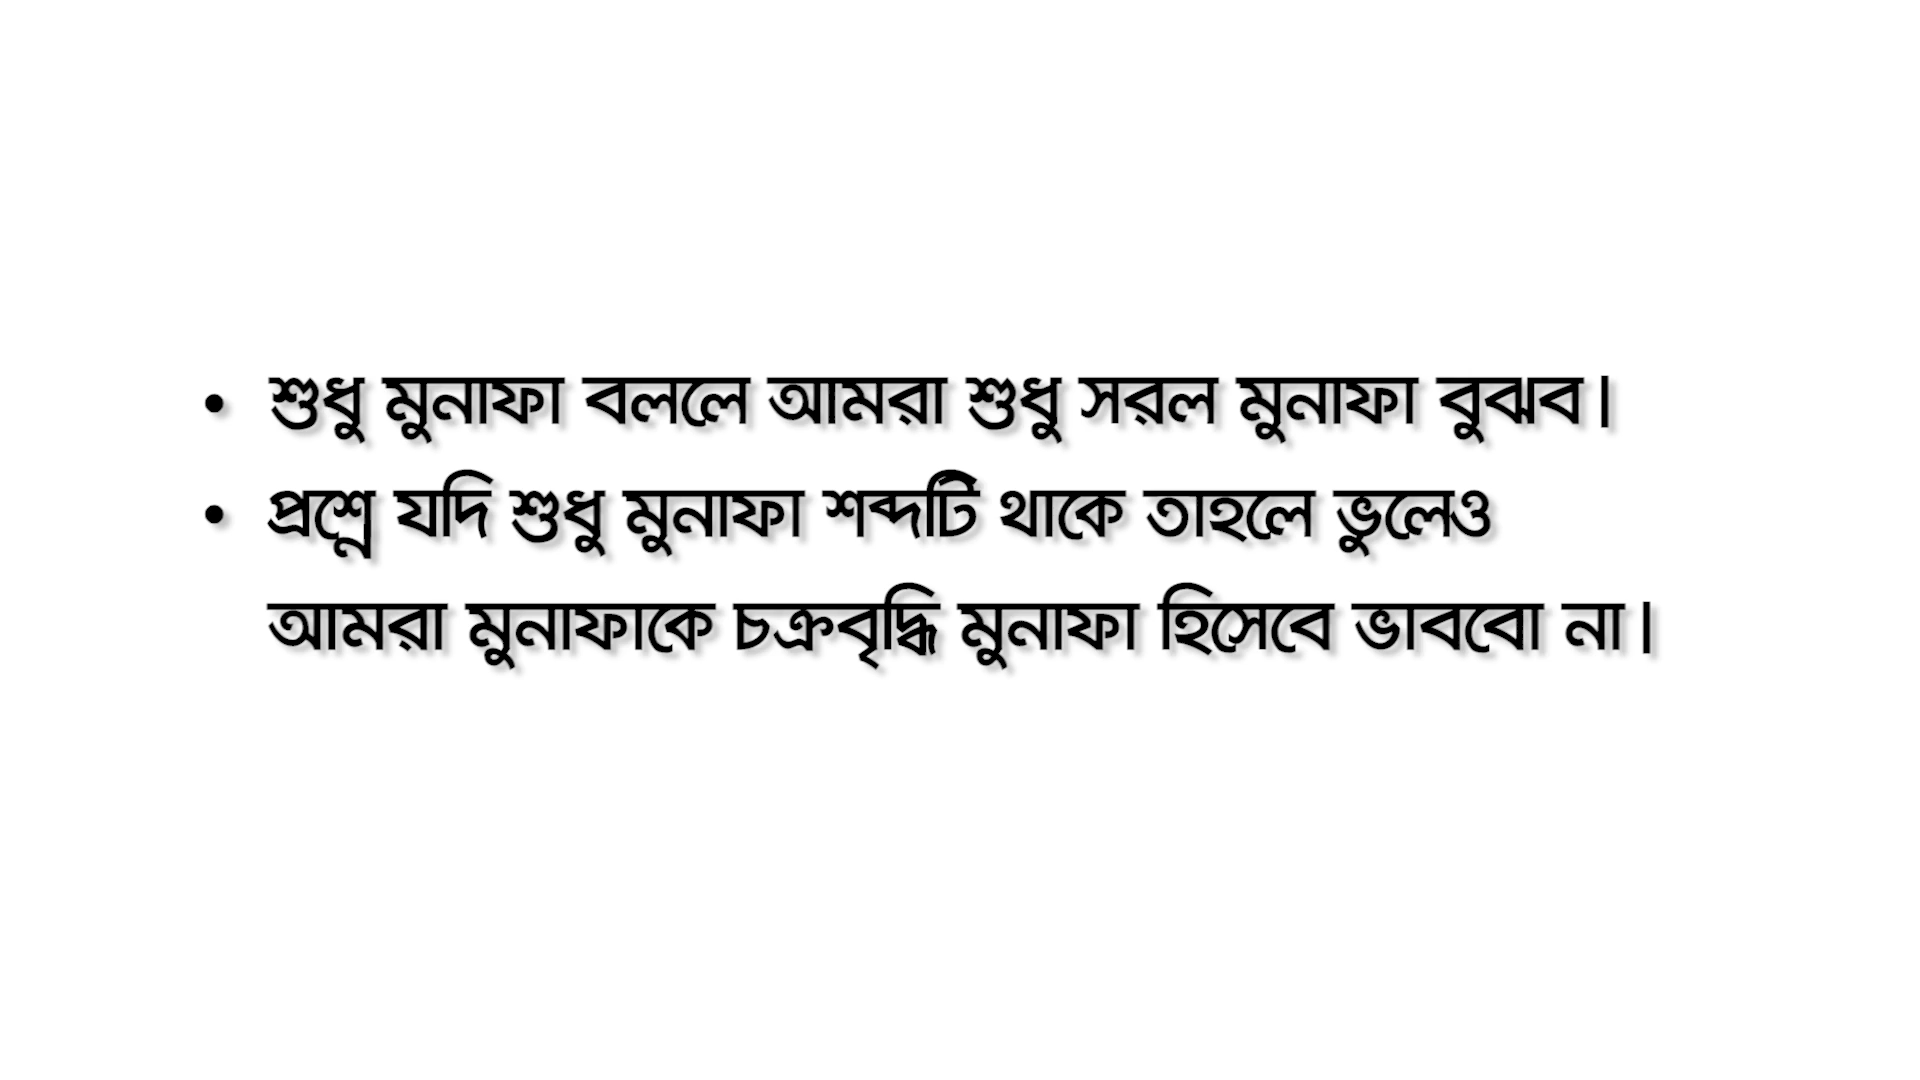 • শুধু মুনাফা বললে আমরা শুধু সরল মুনাফা বুঝব।
• প্রশ্নে যদি শুধু মুনাফা শব্দটি থাকে তাহলে ভুলেও
আমরা মুনাফাকে চক্রবৃদ্ধি মুনাফা হিসেবে ভাববো না।